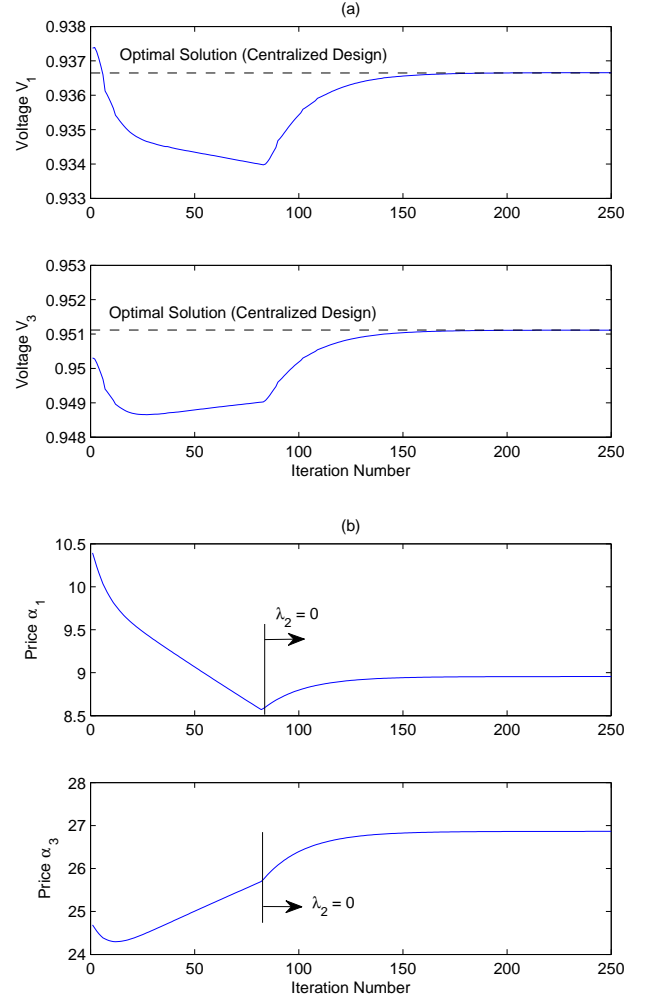 (a)
0.938
0.937
0.936
0.935
0.934
0.933
Voltage V1
Optimal Solution (Centralized Design)
0 50 100 150 200 250
0.953
0.952
0.951
0.95
0.949
0.948
Voltage V3
Optimal Solution (Centralized Design)
0 50 100 150 200 250
Iteration Number
(b)
10.5
10
9.5
9
8.5
Price α1
λ2 = 0
0 50 100 150 200 250
28
27
26
25
24
Price α3
λ2 = 0
0 50 100 150 200 250
Iteration Number